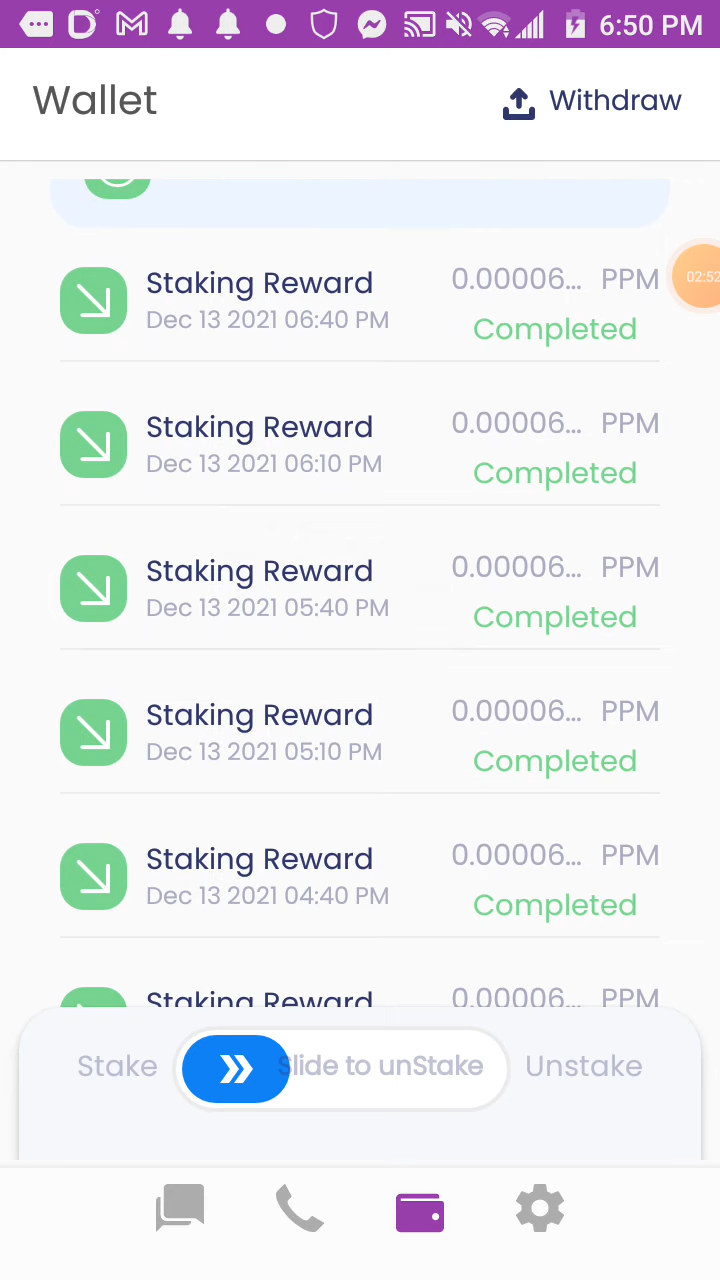 6:50 PM
Wallet
Withdraw
02:52
Staking Reward
0.00006... PPM
Dec 13 2021 06:40 PM
Completed
Staking Reward
0.00006... PPM
Dec 13 2021 06:10 PM
Completed
Staking Reward
0.00006... PPM
Dec 13 2021 05:40 PM
Completed
Staking Reward
0.00006... PPM
Dec 13 2021 05:10 PM
Completed
Staking Reward
0.00006... PPM
Dec 13 2021 04:40 PM
Completed
Staking Reward
0.00006... PPM
Stake
Slide to unStake
Unstake